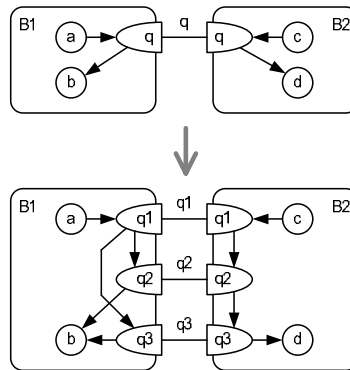 q
B1 B2
a q q c
b d
q1
B1 B2
a q1 q1 c
q2
q2 q2
q3
b q3 q3 d